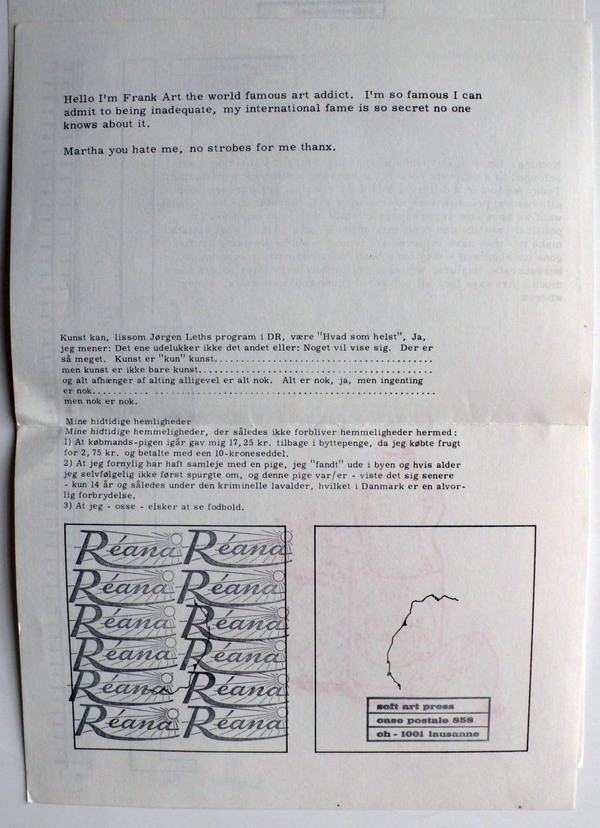 Hello I'm Frank Art the world famous art addict. I'm so famous I can
admit to being inadequate, my international fame is so secret no one
knows about it.
Martha you hate me, no strobes for me thanx.
Kunst kan, lissom Jørgen Leths program i DR, være "Hvad som helst", Ja,
jeg mener: Det ene udelukker ikke det andet eller: Noget vil vise sig. Der er
så meget. Kunst er "kun" kunst......................................
men kunst er ikke bare kunst.......................................
og alt afhænger af alting alligevel er alt nok. Alt er nok, ja, men ingenting
er nok........... ...............................................
men nok er nok.
Mine hidtidige hemligheder
Mine hidtidige hemmeligheder, der således ikke forbliver hemmeligheder hermed :
1) At købmands-pigen igår gav mig 17,25 kr. tilbage i byttepenge, da jeg købte frugt
for 2,75 kr. og betalte med een 10-kroneseddel.
2) At jeg fornylig har haft samleje med en pige, jeg "fandt" ude i byen og hvis alder
jeg selvfølgelig ikke først spurgte om, og denne pige var/er - viste det sig senere
- kun 14 år og således under den kriminelle lavalder, hvilket i Danmark er en alvor-
lig forbrydelse.
3) At jeg - osse - elsker at se fodbold.
Réana Réana
Réana Réana
Réana Réana
Réana Réana
Réana Réana
Réana Réana
soft art press
case postale 858
ch - 1001 lausanne